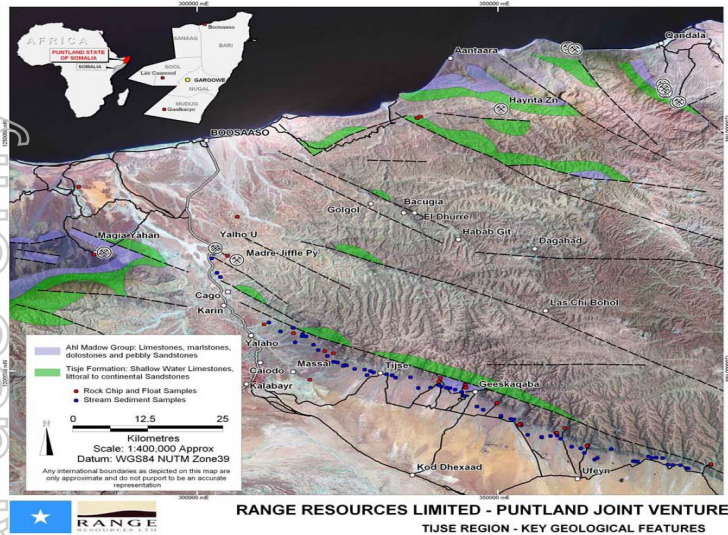 300000 mE
350000 mE
AFRICA
PUNTLAND STATE
OF SOMALIA
SOMALIA
BOOSAASO
SANAAG
BARI
SOOL
Las Caanood
GAROOWE
NUGAL
MUDUG
Gaalkacyo
Qandala
Aantaara
Haynta Zn
BOOSAASO
Bacugia
Golgol
El Dhurre
Magia Yahan
Yalho U
Habab Git
Dagahad
Madre Jiffle Py
Cago
Karin
Las Chi Bohol
Yalaho
Massal
Tijse
Caiodo
Kalabayr
Geeskaqaba
Kod Dhexaad
Ufeyn
Ahl Madow Group: Limestones, marlstones,
dolostones and pebbly Sandstones
Tisje Formation: Shallow Water Limestones,
littoral to continental Sandstones
Rock Chip and Float Samples
Stream Sediment Samples
0 12.5 25
Kilometres
N
Scale: 1:400,000 Approx
Datum: WGS84 NUTM Zone39
Any international boundaries as depicted on this map are
only approximate and do not purport to be an accurate
representation
350000 mE
RANGE
RESOURCES LTD
RANGE RESOURCES LIMITED - PUNTLAND JOINT VENTURE
TIJSE REGION - KEY GEOLOGICAL FEATURES